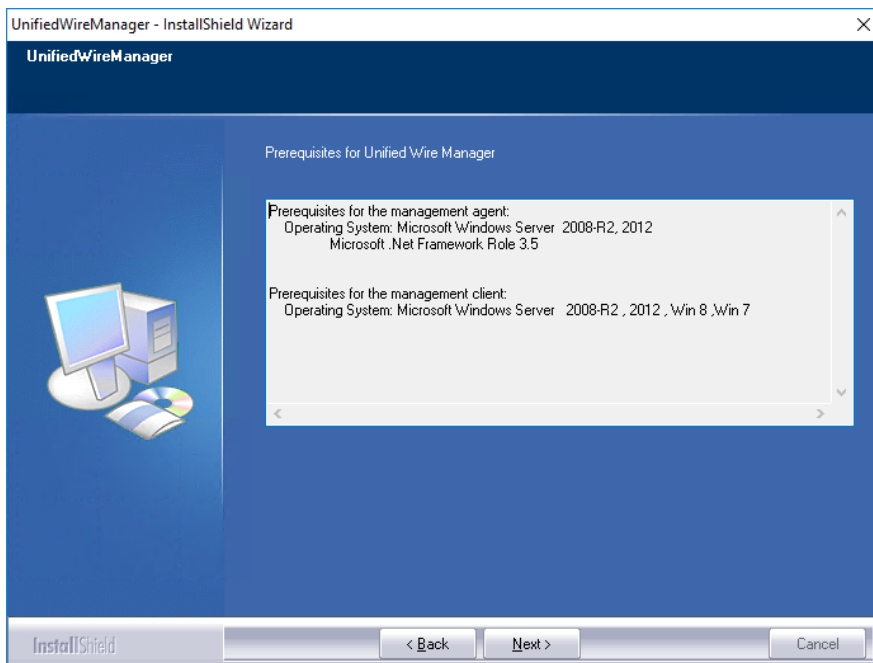 UnifiedWireManager - InstallShield Wizard
UnifiedWireManager
Prerequisites for Unified Wire Manager
Prerequisites for the management agent:
Operating System: Microsoft Windows Server 2008-R2, 2012
Microsoft .Net Framework Role 3.5
Prerequisites for the management client:
Operating System: Microsoft Windows Server 2008-R2 , 2012 , Win 8 ,Win 7
InstallShield
< Back
Next >
Cancel